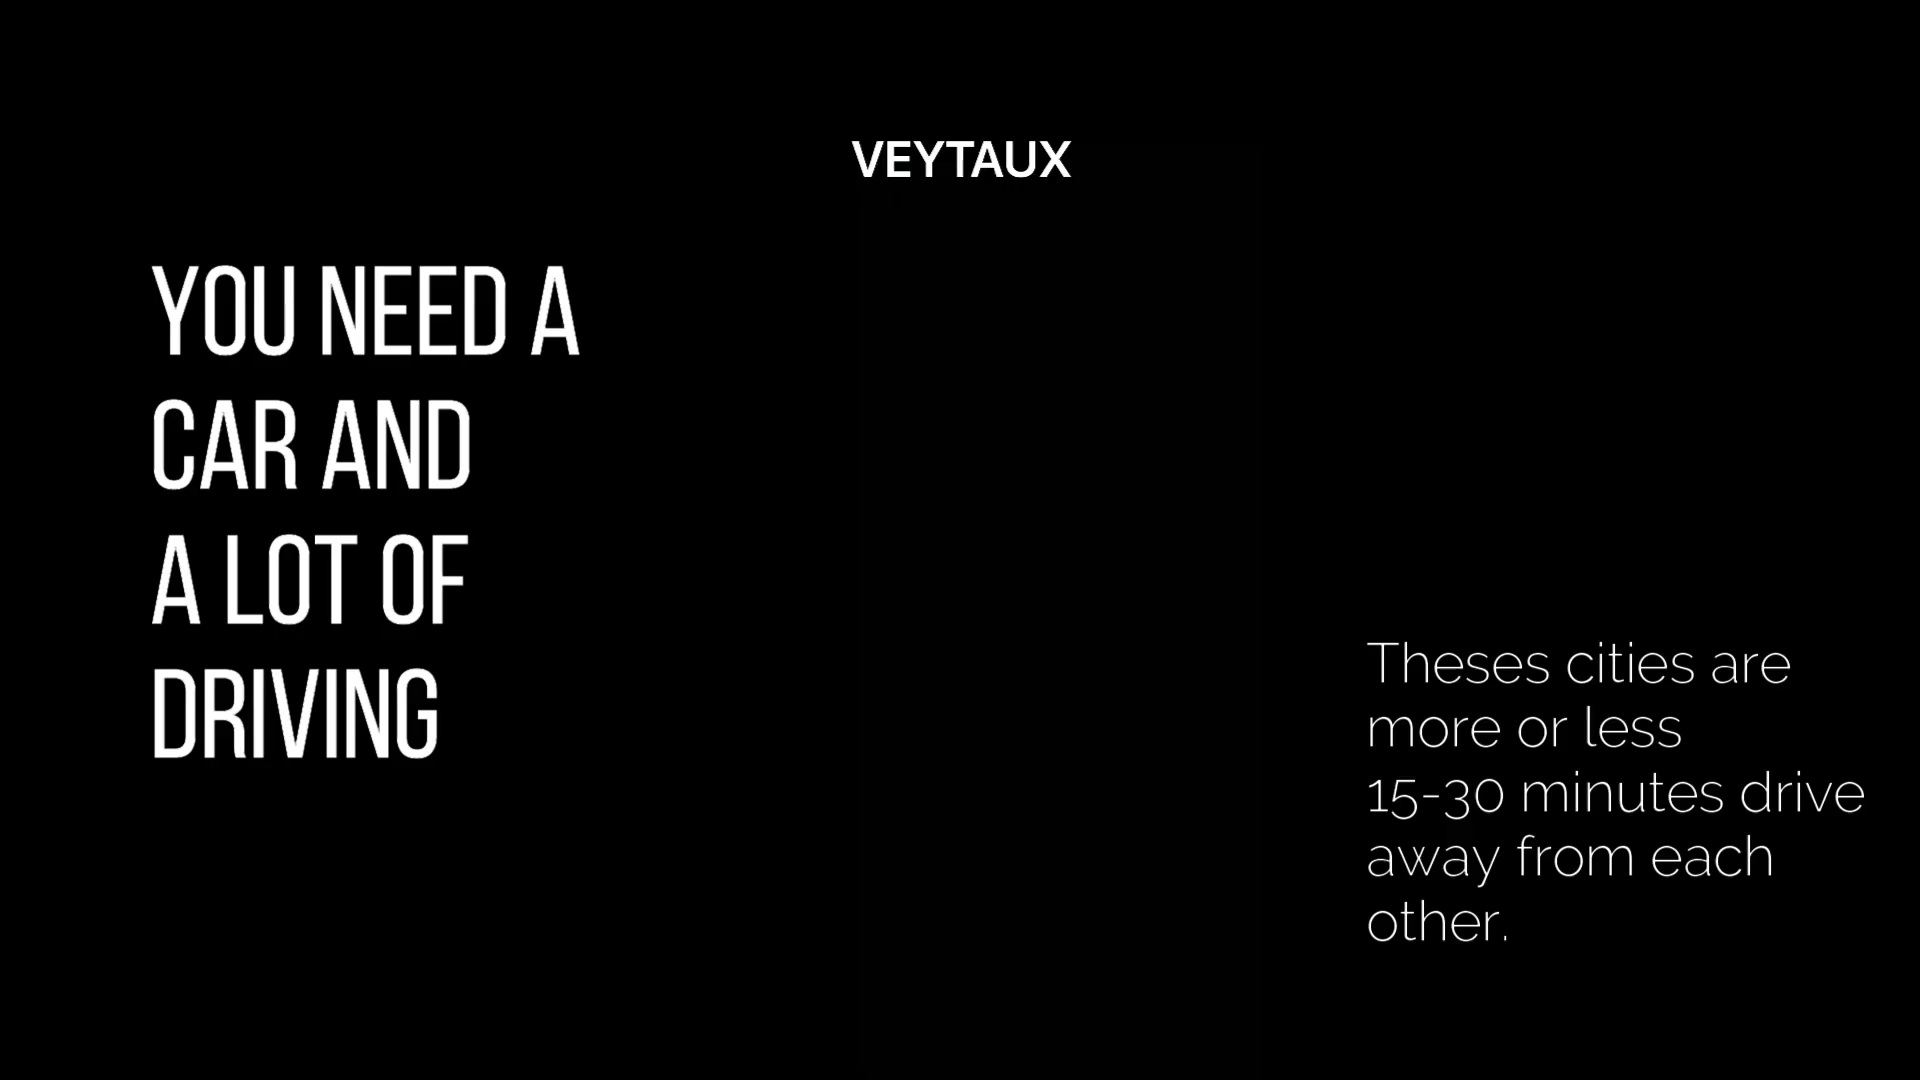 VEYTAUX
YOU NEED A
CAR AND
A LOT OF
DRIVING
Theses cities are
more or less
15-30 minutes drive
away from each
other.